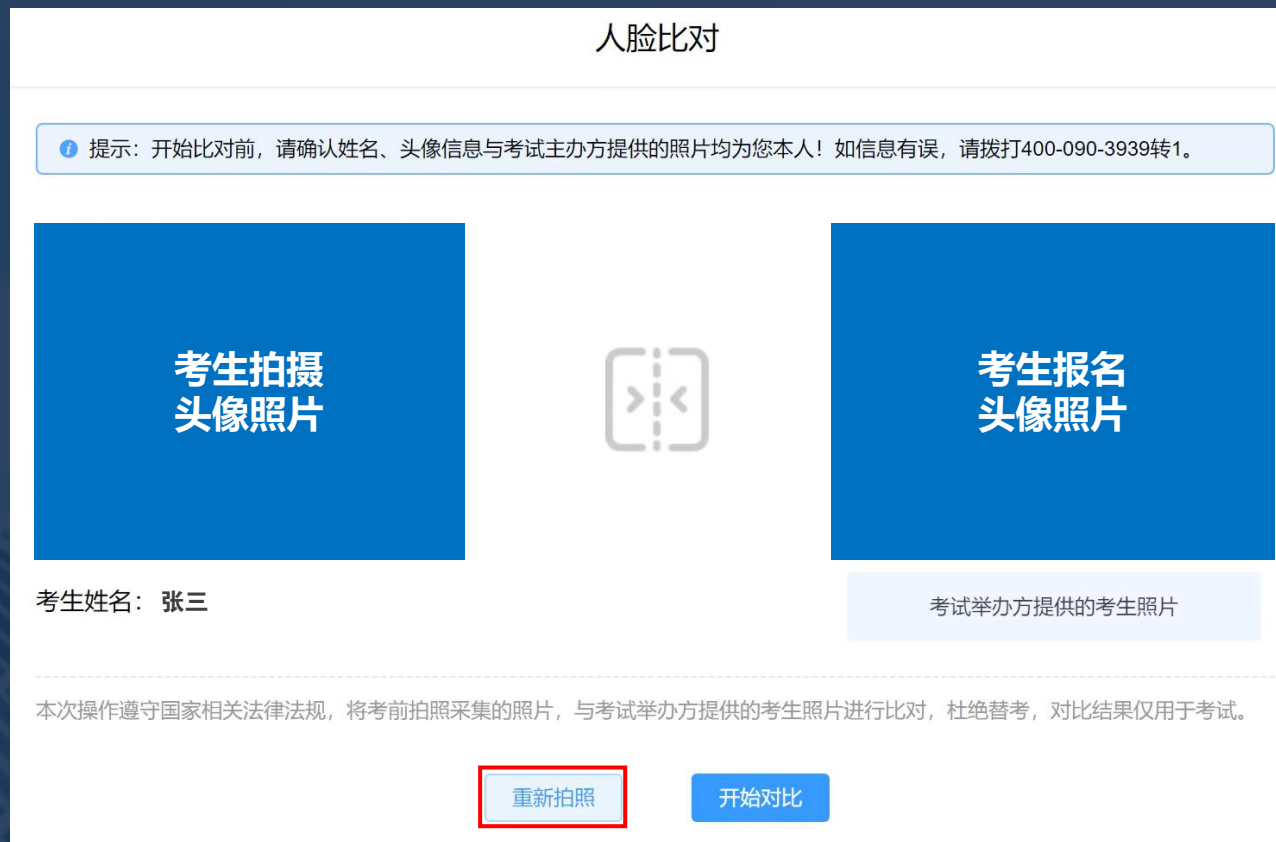 人脸比对
提示：开始比对前，请确认姓名、头像信息与考试主办方提供的照片均为您本人！如信息有误，请拨打400-090-3939转1。
考生拍摄
头像照片
考生报名
头像照片
考生姓名： 张三
考试举办方提供的考生照片
本次操作遵守国家相关法律法规，将考前拍照采集的照片，与考试举办方提供的考生照片进行比对，杜绝替考，对比结果仅用于考试。
重新拍照
开始对比